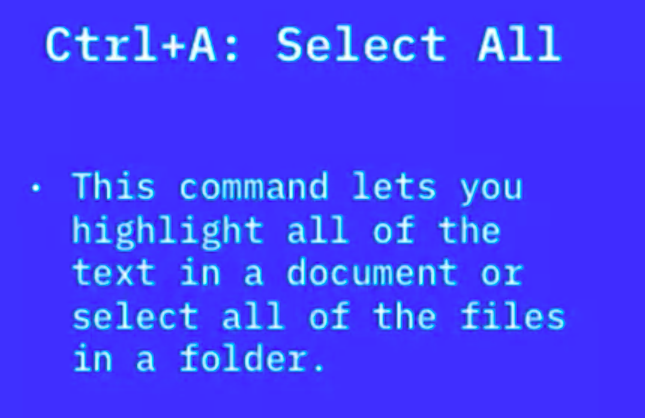 Ctrl+A: Select All
• This command lets you
highlight all of the
text in a document or
select all of the files
in a folder.